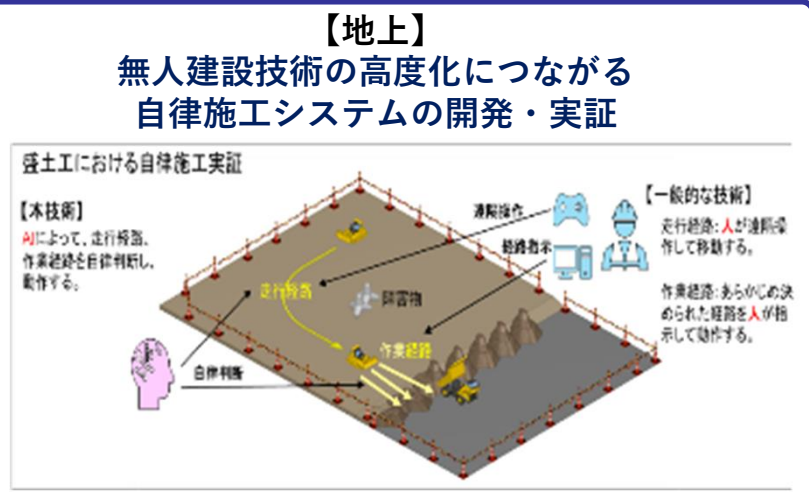 【地上】
無人建設技術の高度化につながる
自律施工システムの開発・実証
盛土工における自律施工実証
【本技術】
AIによって、走行経路、
作業経路を自律判断し、
動作する。
自律判断
走行経路
障害物
作業経路
遠隔操作
経路指示
【一般的な技術】
走行経路：人が遠隔操
作して移動する。
作業経路：あらかじめ決
められた経路を人が指
示して動作する。